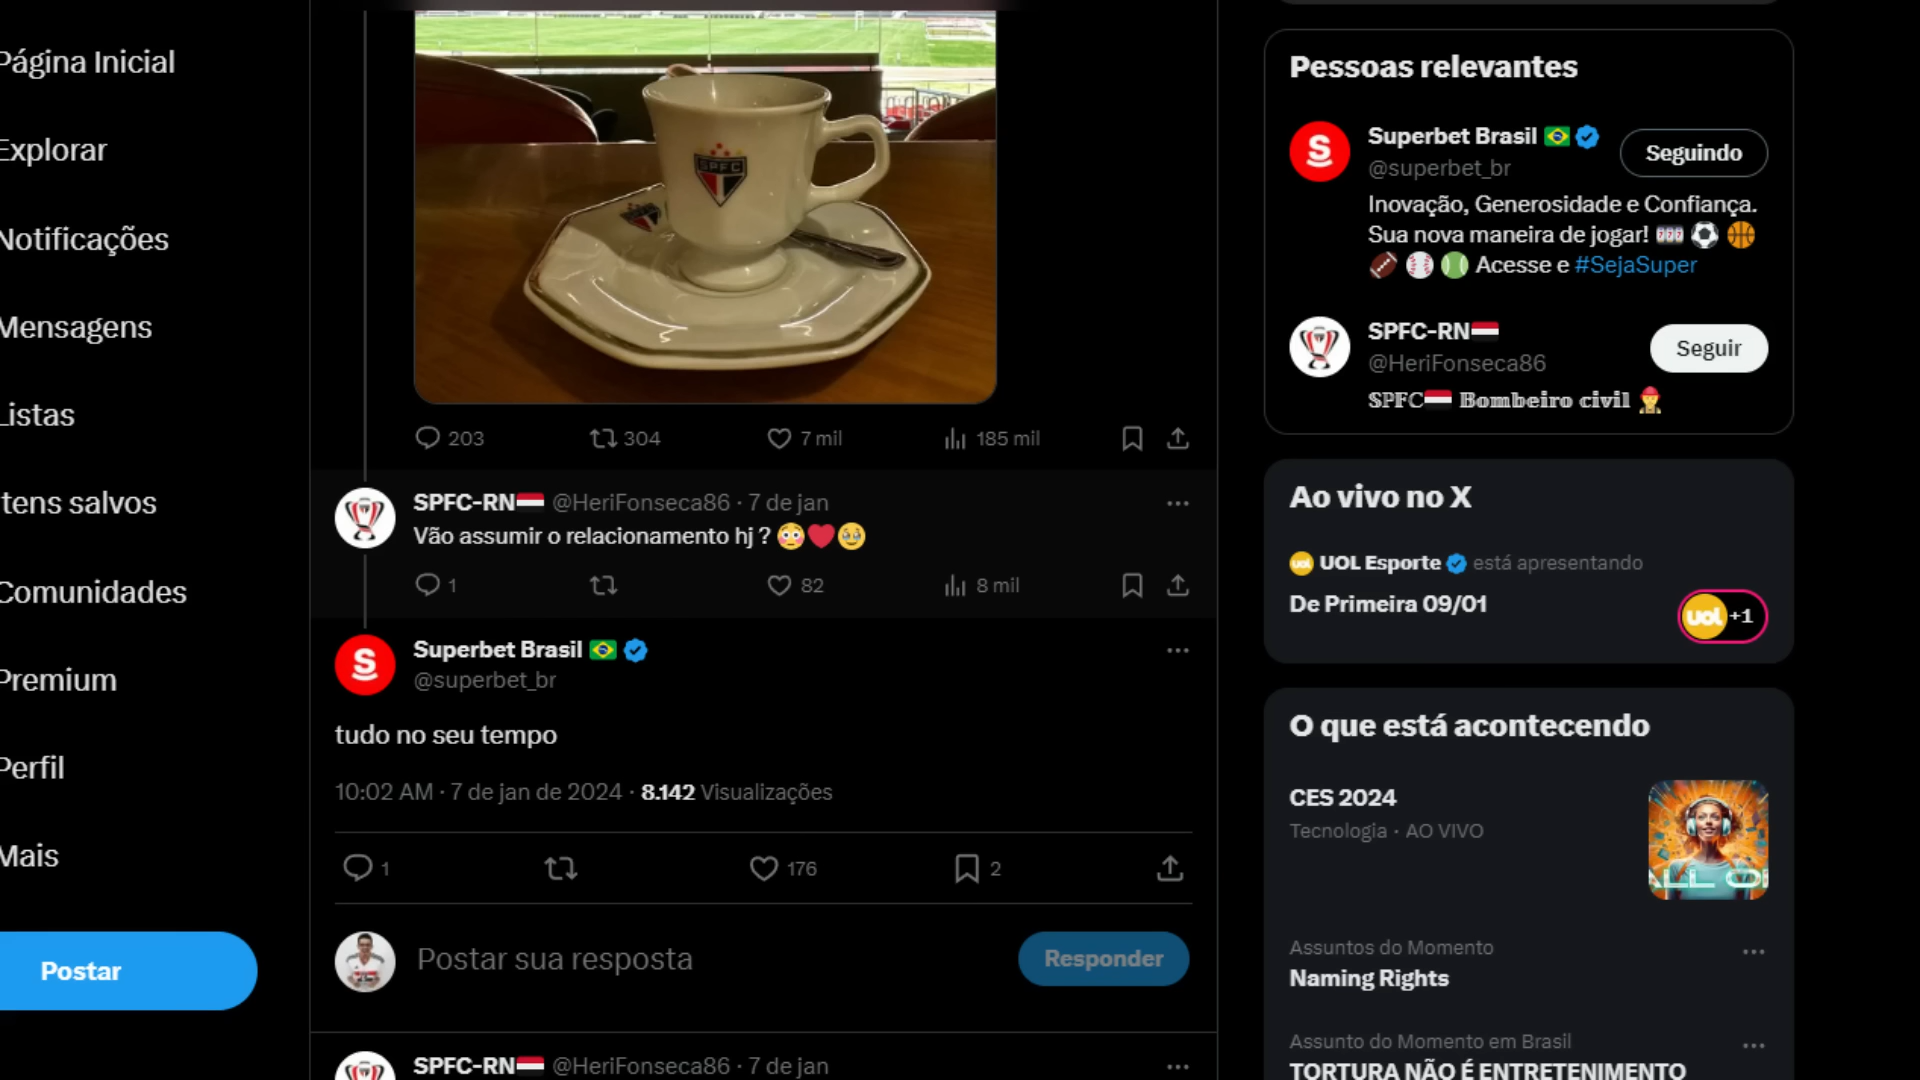 Página Inicial
Explorar
Notificações
Mensagens
Listas
Itens salvos
Comunidades
Premium
Perfil
Mais
Postar
SPFC
SPFC
203
304
7 mil
185 mil
SPFC-RN @HeriFonseca86 · 7 de jan
Vão assumir o relacionamento hj ? 😳❤️🥹
1
82
8 mil
S
Superbet Brasil 🇧🇷
@superbet_br
tudo no seu tempo
10:02 AM · 7 de jan de 2024 · 8.142 Visualizações
1
176
2
Postar sua resposta
Responder
SPFC-RN @HeriFonseca86 · 7 de jan
Pessoas relevantes
S
Superbet Brasil 🇧🇷
@superbet_br
Seguindo
Inovação, Generosidade e Confiança.
Sua nova maneira de jogar! 🎰 ⚽ 🏀
🏈 ⚾ 🎾 Acesse e #SejaSuper
SPFC-RN
@HeriFonseca86
Seguir
𝕊ℙ𝔽ℂ 𝔹𝕠𝕞𝕓𝕖𝕚𝕣𝕠 𝕔𝕚𝕧𝕚𝕝 🧑‍🚒
Ao vivo no X
uol UOL Esporte está apresentando
De Primeira 09/01
uol +1
O que está acontecendo
CES 2024
Tecnologia · AO VIVO
ALL ON
Assuntos do Momento
Naming Rights
Assunto do Momento em Brasil
TORTURA NÃO É ENTRETENIMENTO